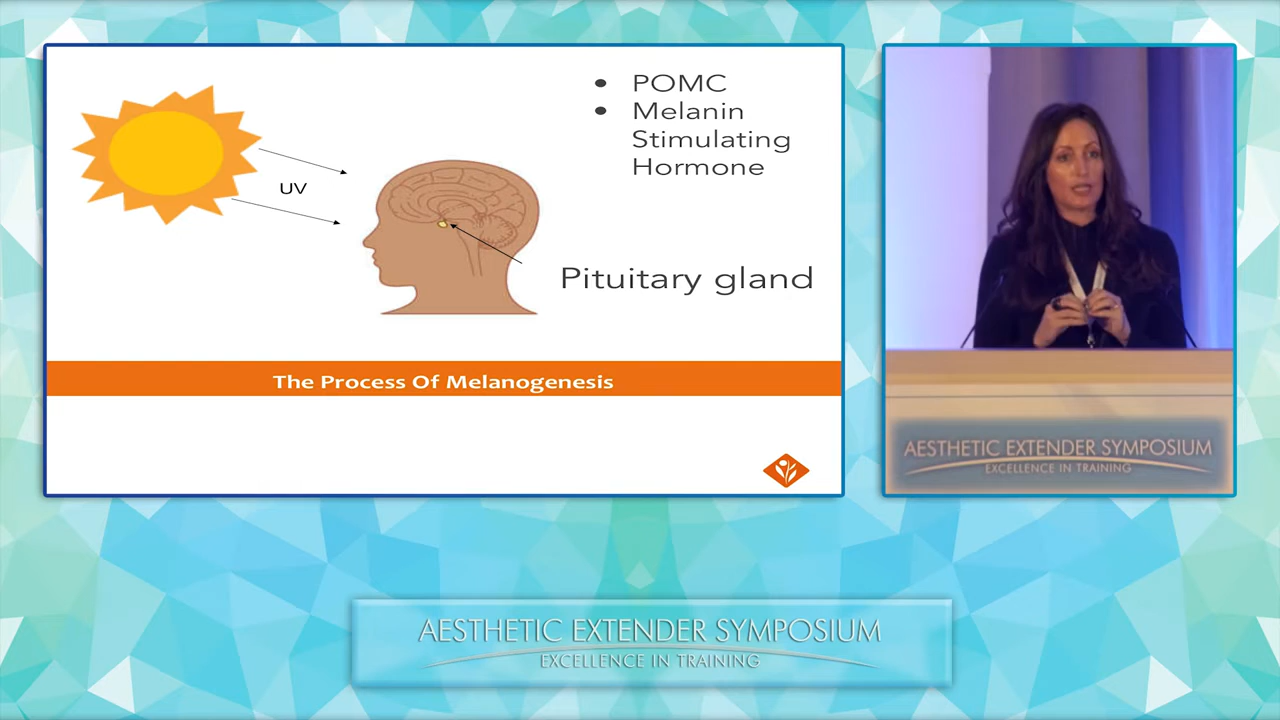 POMC
Melanin
Stimulating
Hormone
UV
Pituitary gland
The Process Of Melanogenesis
AESTHETIC EXTENDER SYMPOSIUM
EXCELLENCE IN TRAINING
AESTHETIC EXTENDER SYMPOSIUM
EXCELLENCE IN TRAINING